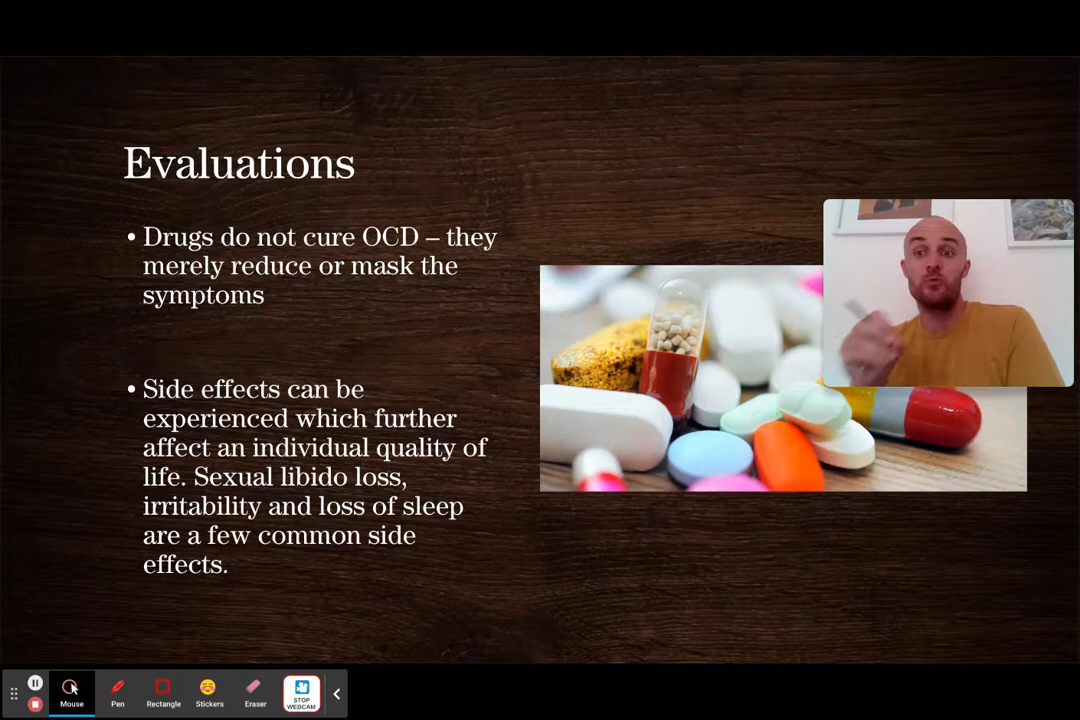 Evaluations
• Drugs do not cure OCD – they
merely reduce or mask the
symptoms
• Side effects can be
experienced which further
affect an individual quality of
life. Sexual libido loss,
irritability and loss of sleep
are a few common side
effects.
Mouse
Pen
Rectangle
Stickers
Eraser
STOP
WEBCAM